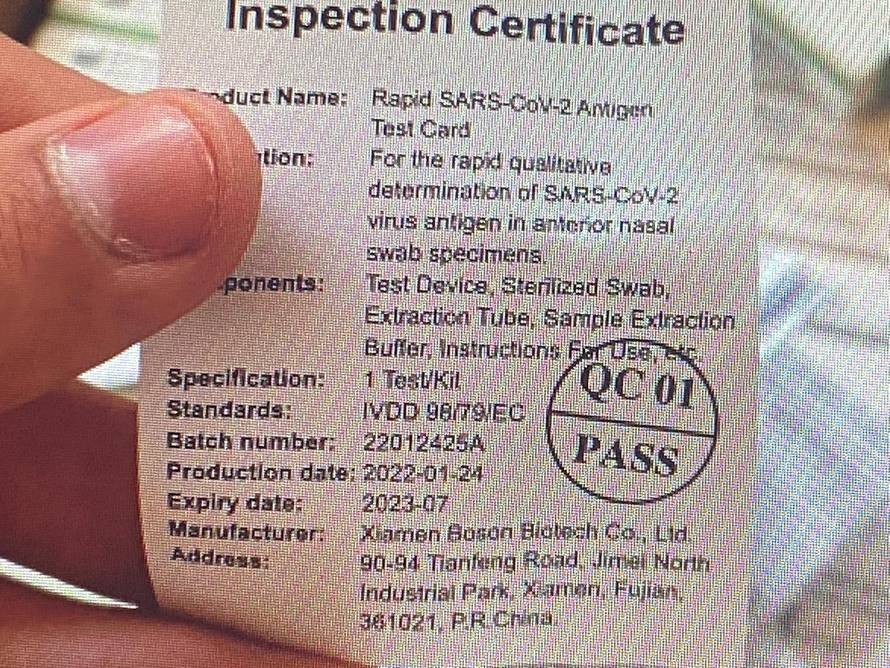 Inspection Certificate
duct Name: Rapid SARS-CoV-2 Antigen
Test Card
tion: For the rapid qualitative
determination of SARS-CoV-2
virus antigen in anterior nasal
swab specimens.
ponents: Test Device, Sterilized Swab,
Extraction Tube, Sample Extraction
Buffer, Instructions For Use, etc.
Specification: 1 Test/Kit
Standards: IVDD 98/79/EC
Batch number: 22012425A
Production date: 2022-01-24
Expiry date: 2023-07
Manufacturer: Xiamen Boson Biotech Co., Ltd.
Address: 90-94 Tianfeng Road, Jimei North
Industrial Park, Xiamen, Fujian,
361021, P.R.China.
QC 01
PASS